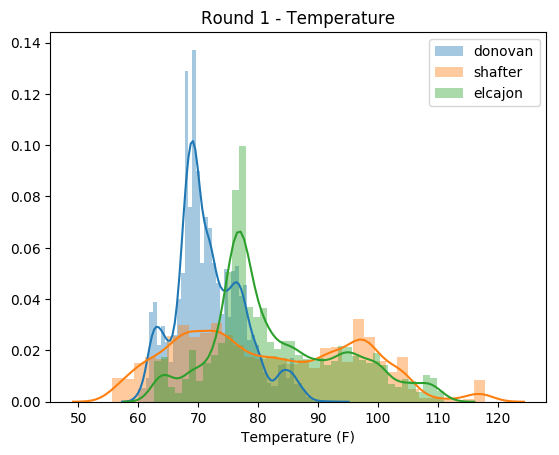 Round 1 - Temperature
donovan
shafter
elcajon
0.14
0.12
0.10
0.08
0.06
0.04
0.02
0.00
50 60 70 80 90 100 110 120
Temperature (F)